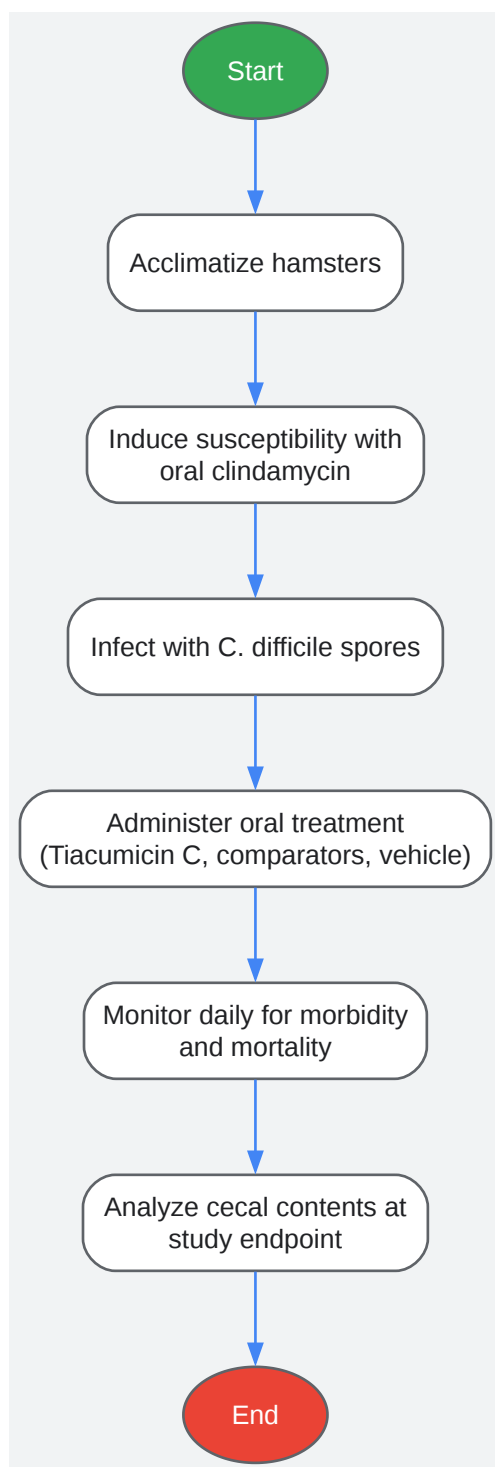 Start
Acclimatize hamsters
Induce susceptibility with
oral clindamycin
Infect with C. difficile spores
Administer oral treatment
(Tiacumicin C, comparators, vehicle)
Monitor daily for morbidity
and mortality
Analyze cecal contents at
study endpoint
End